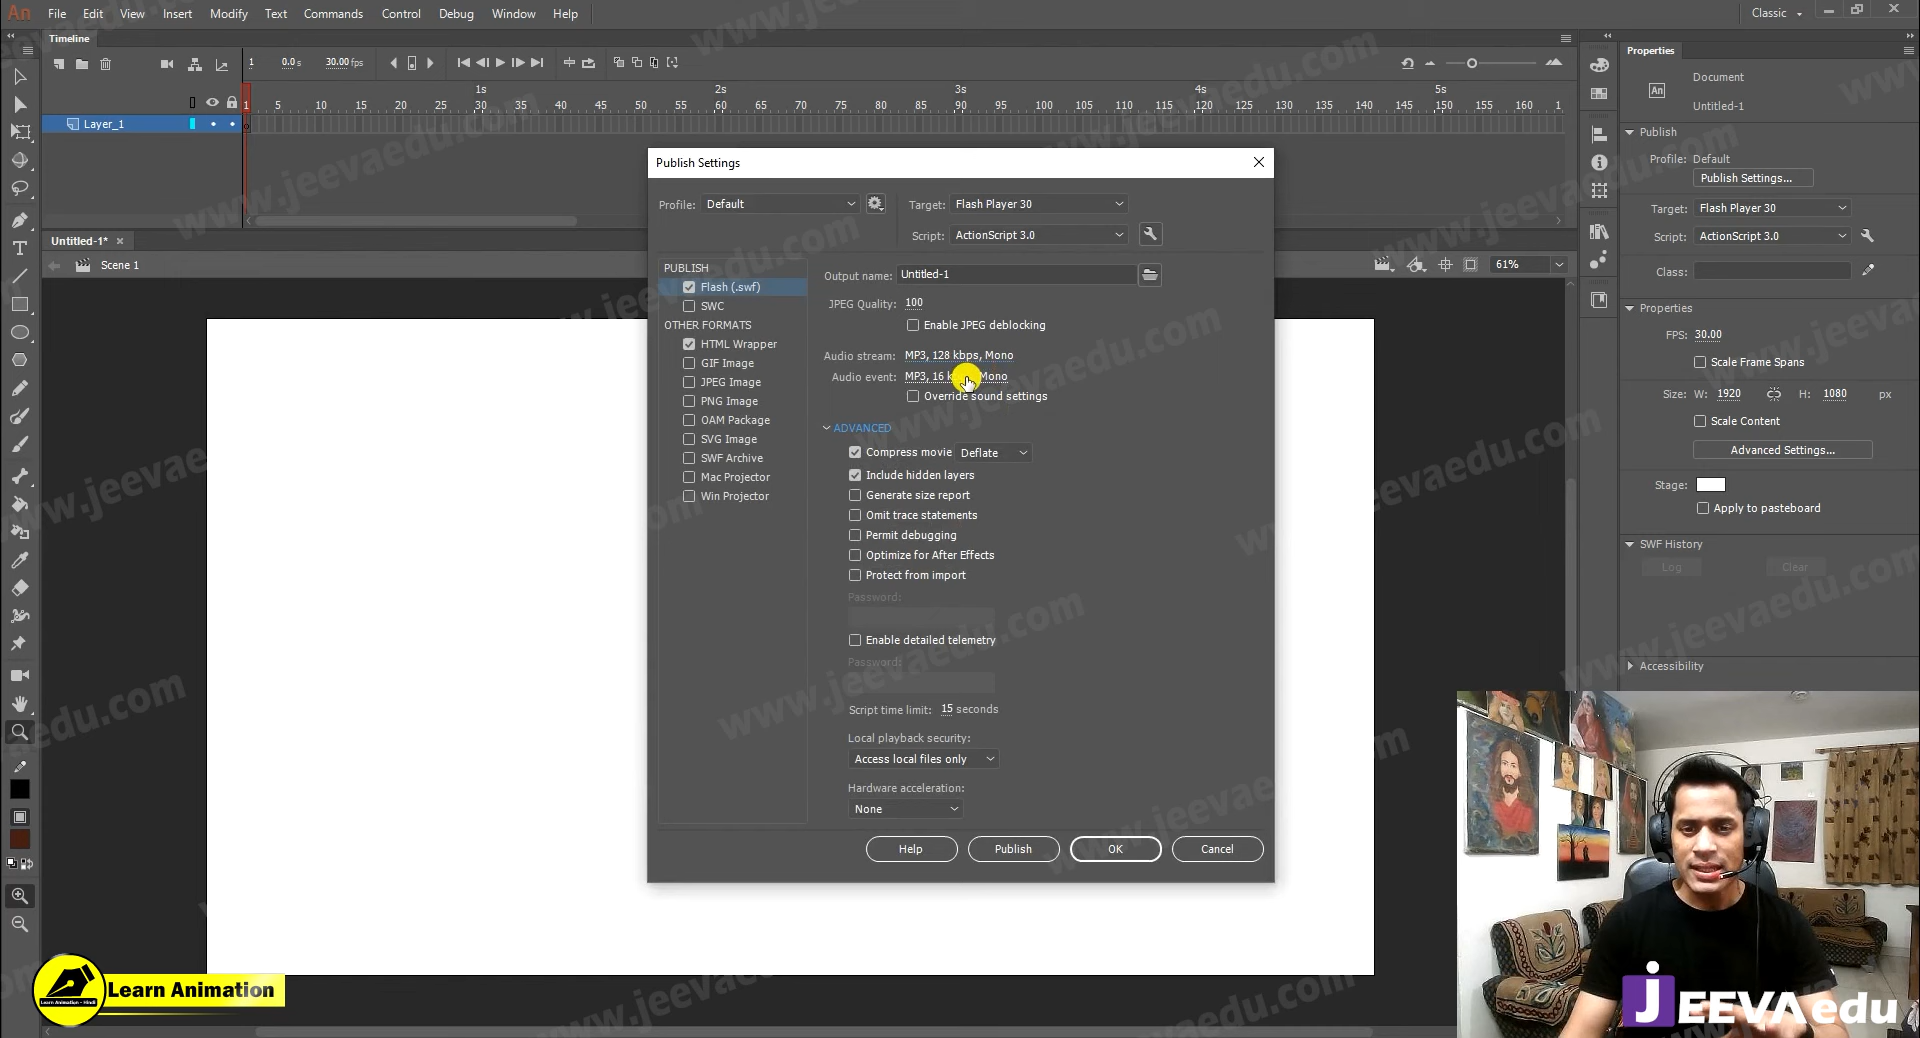 An File Edit View Insert Modify Text Commands Control Debug Window Help Classic
Timeline
1 0.0 s 30.00 fps
1s 2s 3s 4s 5s
1 5 10 15 20 25 30 35 40 45 50 55 60 65 70 75 80 85 90 95 100 105 110 115 120 125 130 135 140 145 150 155 160 1
Layer_1
Untitled-1*
Scene 1
61%
Publish Settings
Profile: Default Target: Flash Player 30
Script: ActionScript 3.0
PUBLISH
Flash (.swf)
SWC
OTHER FORMATS
HTML Wrapper
GIF Image
JPEG Image
PNG Image
OAM Package
SVG Image
SWF Archive
Mac Projector
Win Projector
Output name: Untitled-1
JPEG Quality: 100
Enable JPEG deblocking
Audio stream: MP3, 128 kbps, Mono
Audio event: MP3, 16 k Mono
Override sound settings
ADVANCED
Compress movie Deflate
Include hidden layers
Generate size report
Omit trace statements
Permit debugging
Optimize for After Effects
Protect from import
Password:
Enable detailed telemetry
Password:
Script time limit: 15 seconds
Local playback security:
Access local files only
Hardware acceleration:
None
Help Publish OK Cancel
Properties
An Document
Untitled-1
Publish
Profile: Default
Publish Settings...
Target: Flash Player 30
Script: ActionScript 3.0
Class:
Properties
FPS: 30.00
Scale Frame Spans
Size: W: 1920 H: 1080 px
Scale Content
Advanced Settings...
Stage:
Apply to pasteboard
SWF History
Log Clear
Accessibility
www.jeevaedu.com
Learn Animation
Learn Animation - Hindi
JEEVAedu